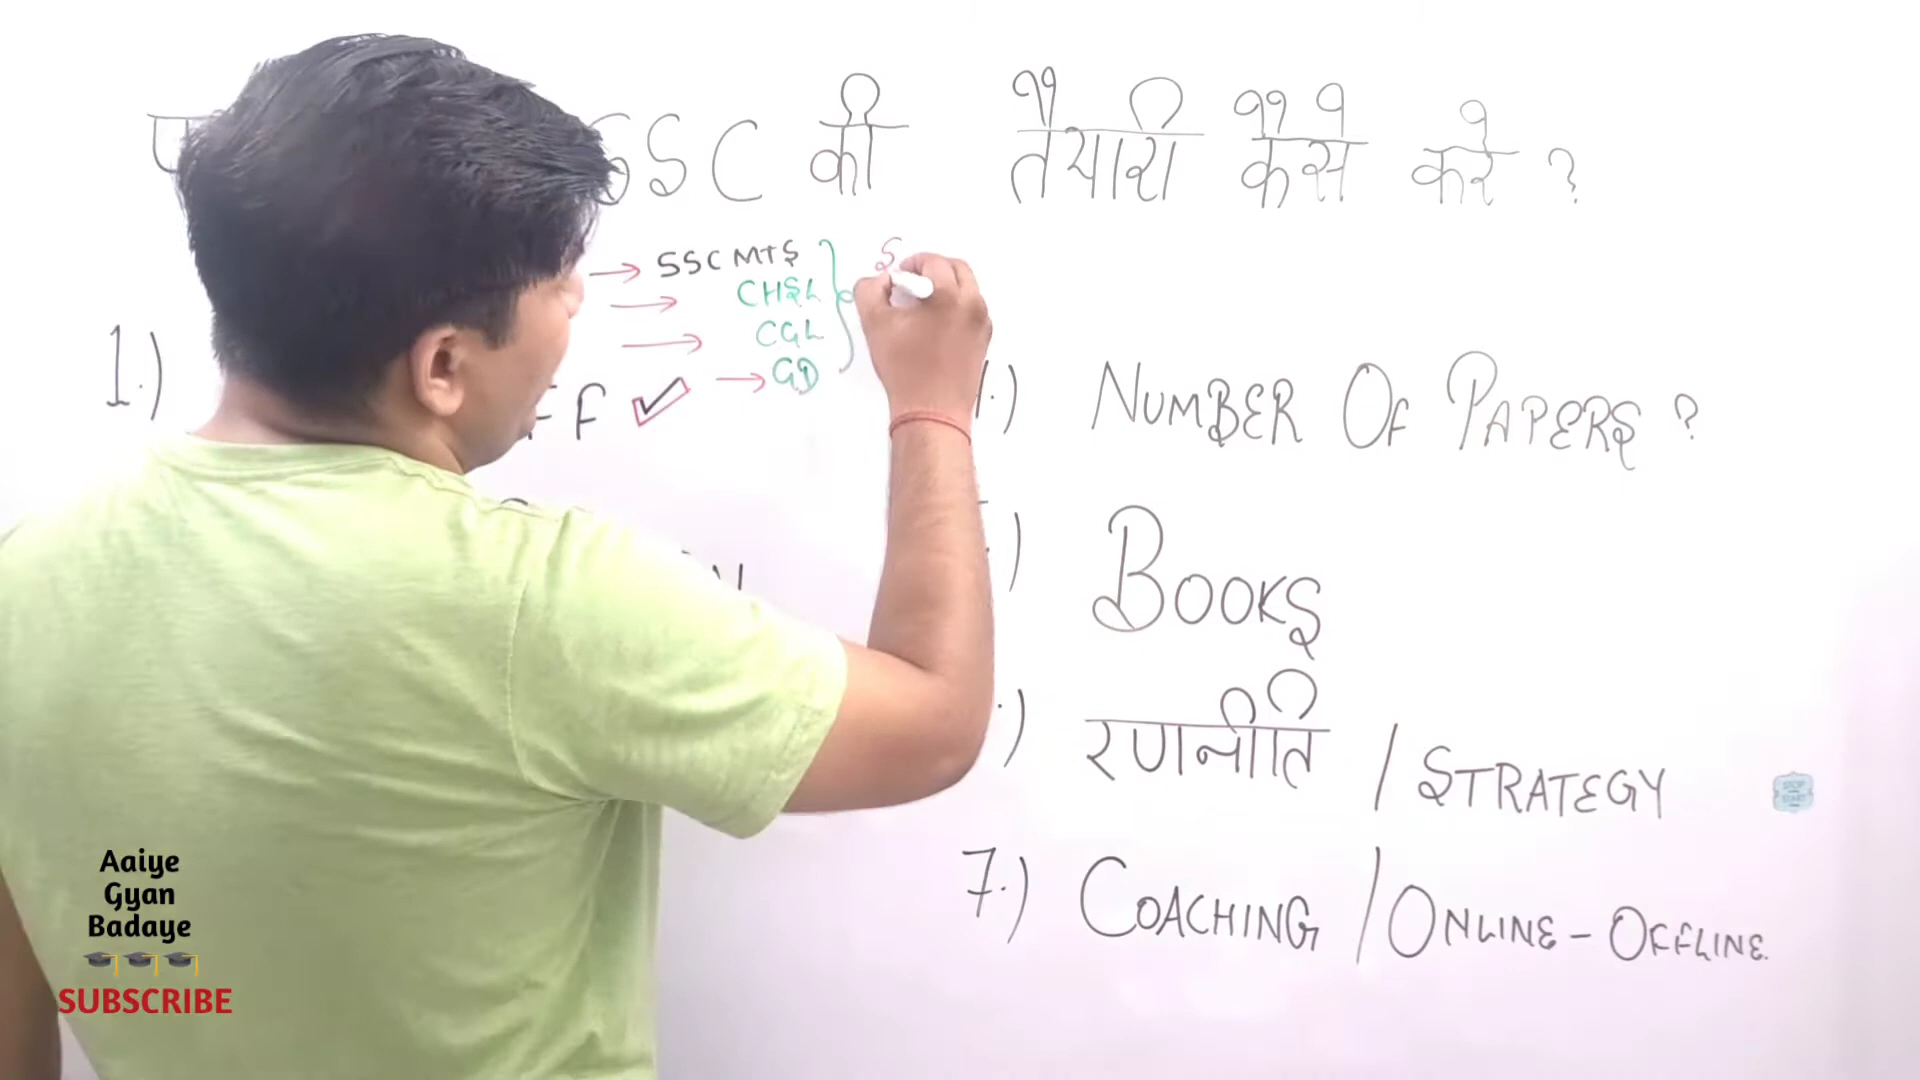 SSC की तैयारी कैसे करे ?
→ SSC MTS
→ CHSL
→ CGL
→ GD
1.)
FF ✓
NUMBER OF PAPERS ?
BOOKS
रणनीति / STRATEGY
7.) COACHING / ONLINE - OFFLINE.
Aaiye
Gyan
Badaye
SUBSCRIBE